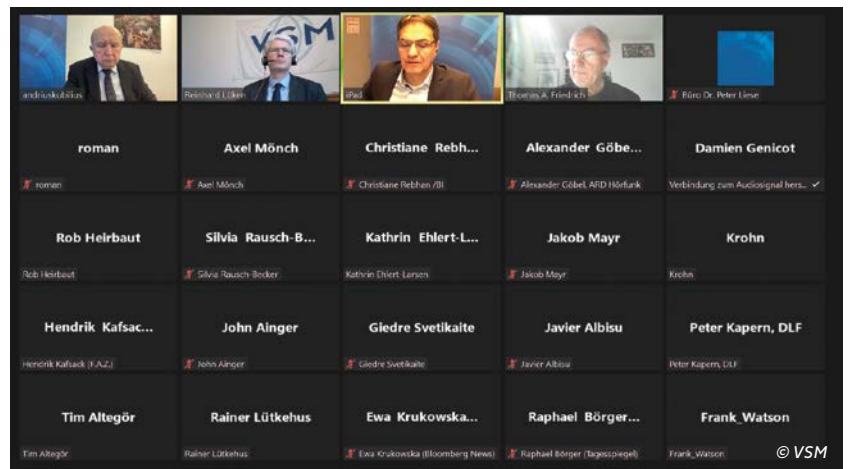 VSM
andriuskubilius
Reinhard Lüken
iPad
Thomas A. Friedrich
Büro Dr. Peter Liese
roman
Axel Mönch
Christiane Rebh...
Alexander Göbe...
Damien Genicot
roman
Axel Mönch
Christiane Rebhan /BI
Alexander Göbel, ARD Hörfunk
Verbindung zum Audiosignal hers...
Rob Heirbaut
Silvia Rausch-B...
Kathrin Ehlert-L...
Jakob Mayr
Krohn
Rob Heirbaut
Silvia Rausch-Becker
Kathrin Ehlert-Larsen
Jakob Mayr
Krohn
Hendrik Kafsac...
John Ainger
Giedre Svetikaite
Javier Albisu
Peter Kapern, DLF
Hendrik Kafsack (F.A.Z.)
John Ainger
Giedre Svetikaite
Javier Albisu
Peter Kapern, DLF
Tim Altegör
Rainer Lütkehus
Ewa Krukowska...
Raphael Börger...
Frank_Watson
Tim Altegör
Rainer Lütkehus
Ewa Krukowska (Bloomberg News)
Raphael Börger (Tagesspiegel)
Frank_Watson
© VSM